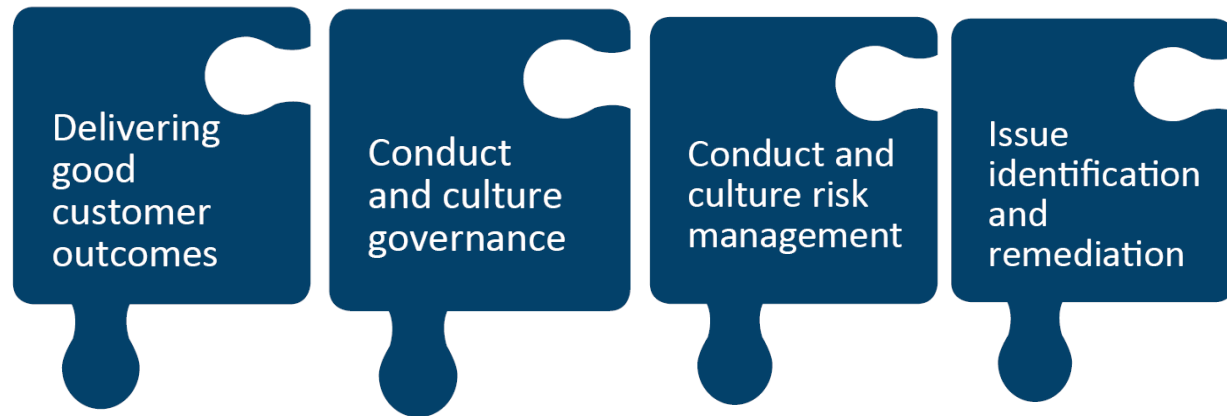 Delivering
good
customer
outcomes
Conduct
and culture
governance
Conduct and
culture risk
management
Issue
identification
and
remediation